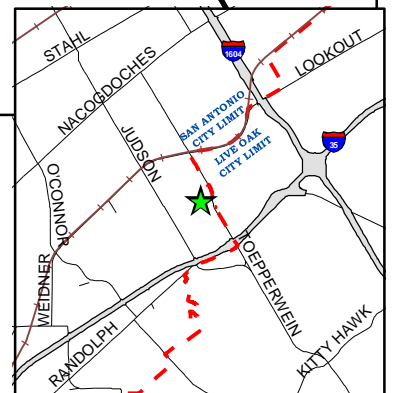 STAHL
1604
LOOKOUT
NACOGDOCHES
SAN ANTONIO
CITY LIMIT
JUDSON
LIVE OAK
CITY LIMIT
35
O'CONNOR
WEIDNER
TOEPPERWEIN
RANDOLPH
KITTY HAWK